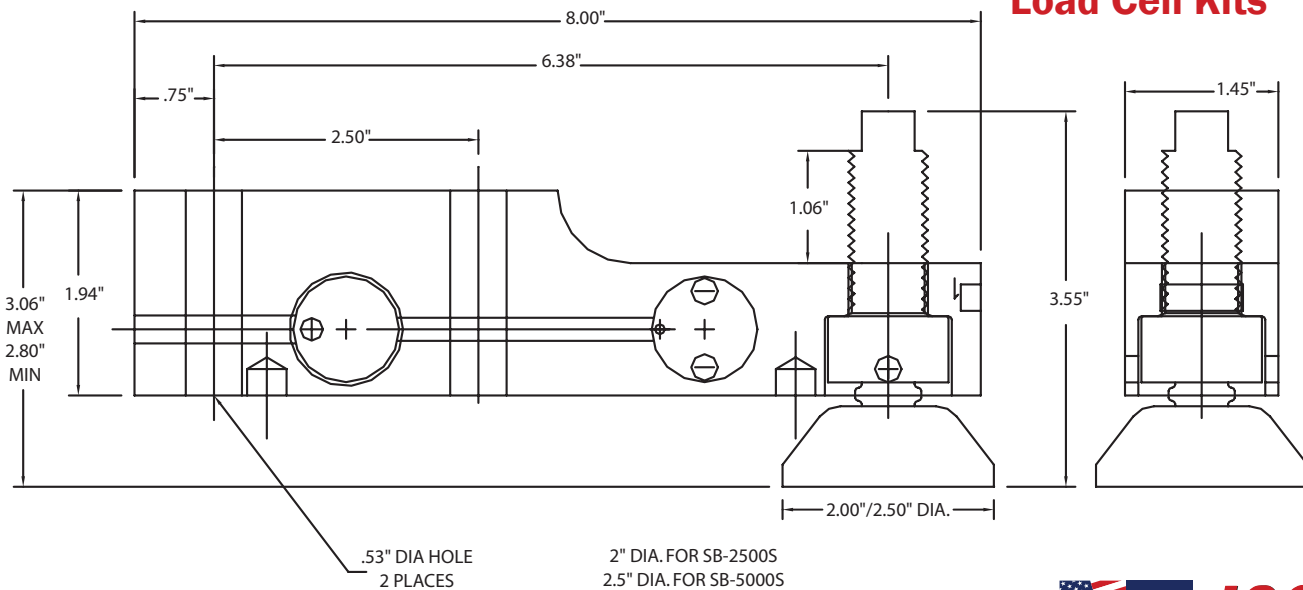 Load Cell Kits
8.00"
6.38"
.75"
1.45"
2.50"
1.06"
3.06"
MAX
2.80"
MIN
1.94"
3.55"
2.00"/2.50" DIA.
.53" DIA HOLE
2 PLACES
2" DIA. FOR SB-2500S
2.5" DIA. FOR SB-5000S